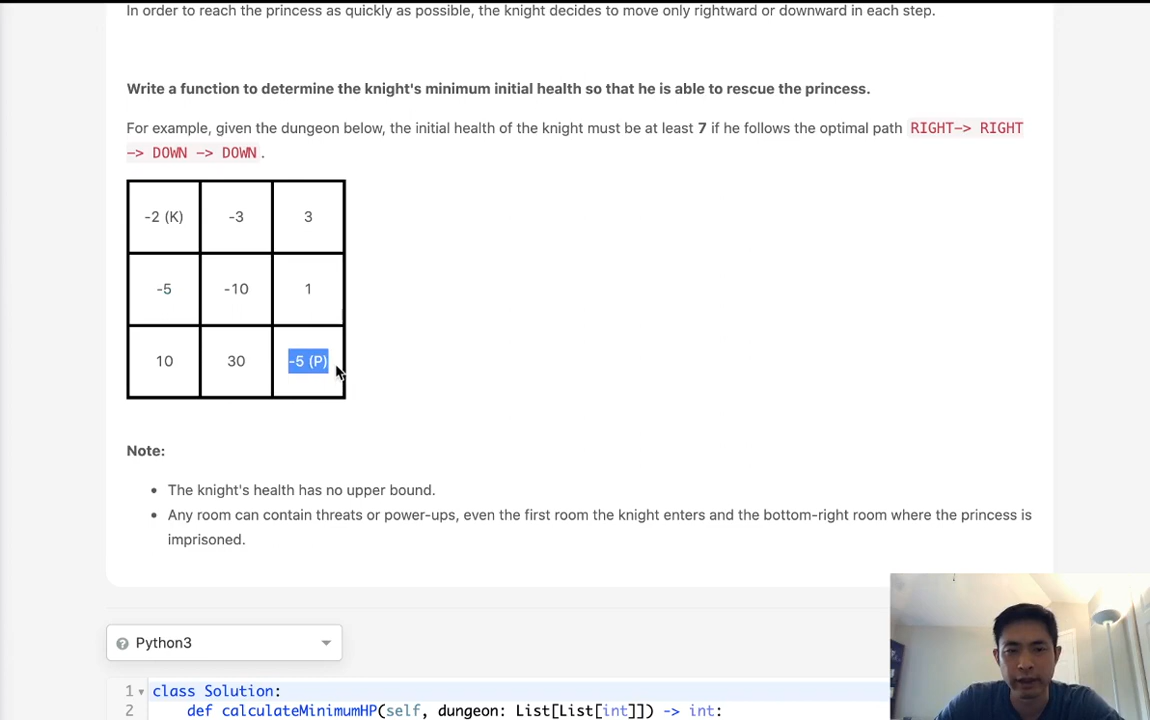 In order to reach the princess as quickly as possible, the knight decides to move only rightward or downward in each step.
Write a function to determine the knight's minimum initial health so that he is able to rescue the princess.
For example, given the dungeon below, the initial health of the knight must be at least 7 if he follows the optimal path RIGHT-> RIGHT
-> DOWN -> DOWN .
-2 (K) -3 3
-5 -10 1
10 30 -5 (P)
Note:
• The knight's health has no upper bound.
• Any room can contain threats or power-ups, even the first room the knight enters and the bottom-right room where the princess is
imprisoned.
? Python3
1 class Solution:
2 def calculateMinimumHP(self, dungeon: List[List[int]]) -> int: